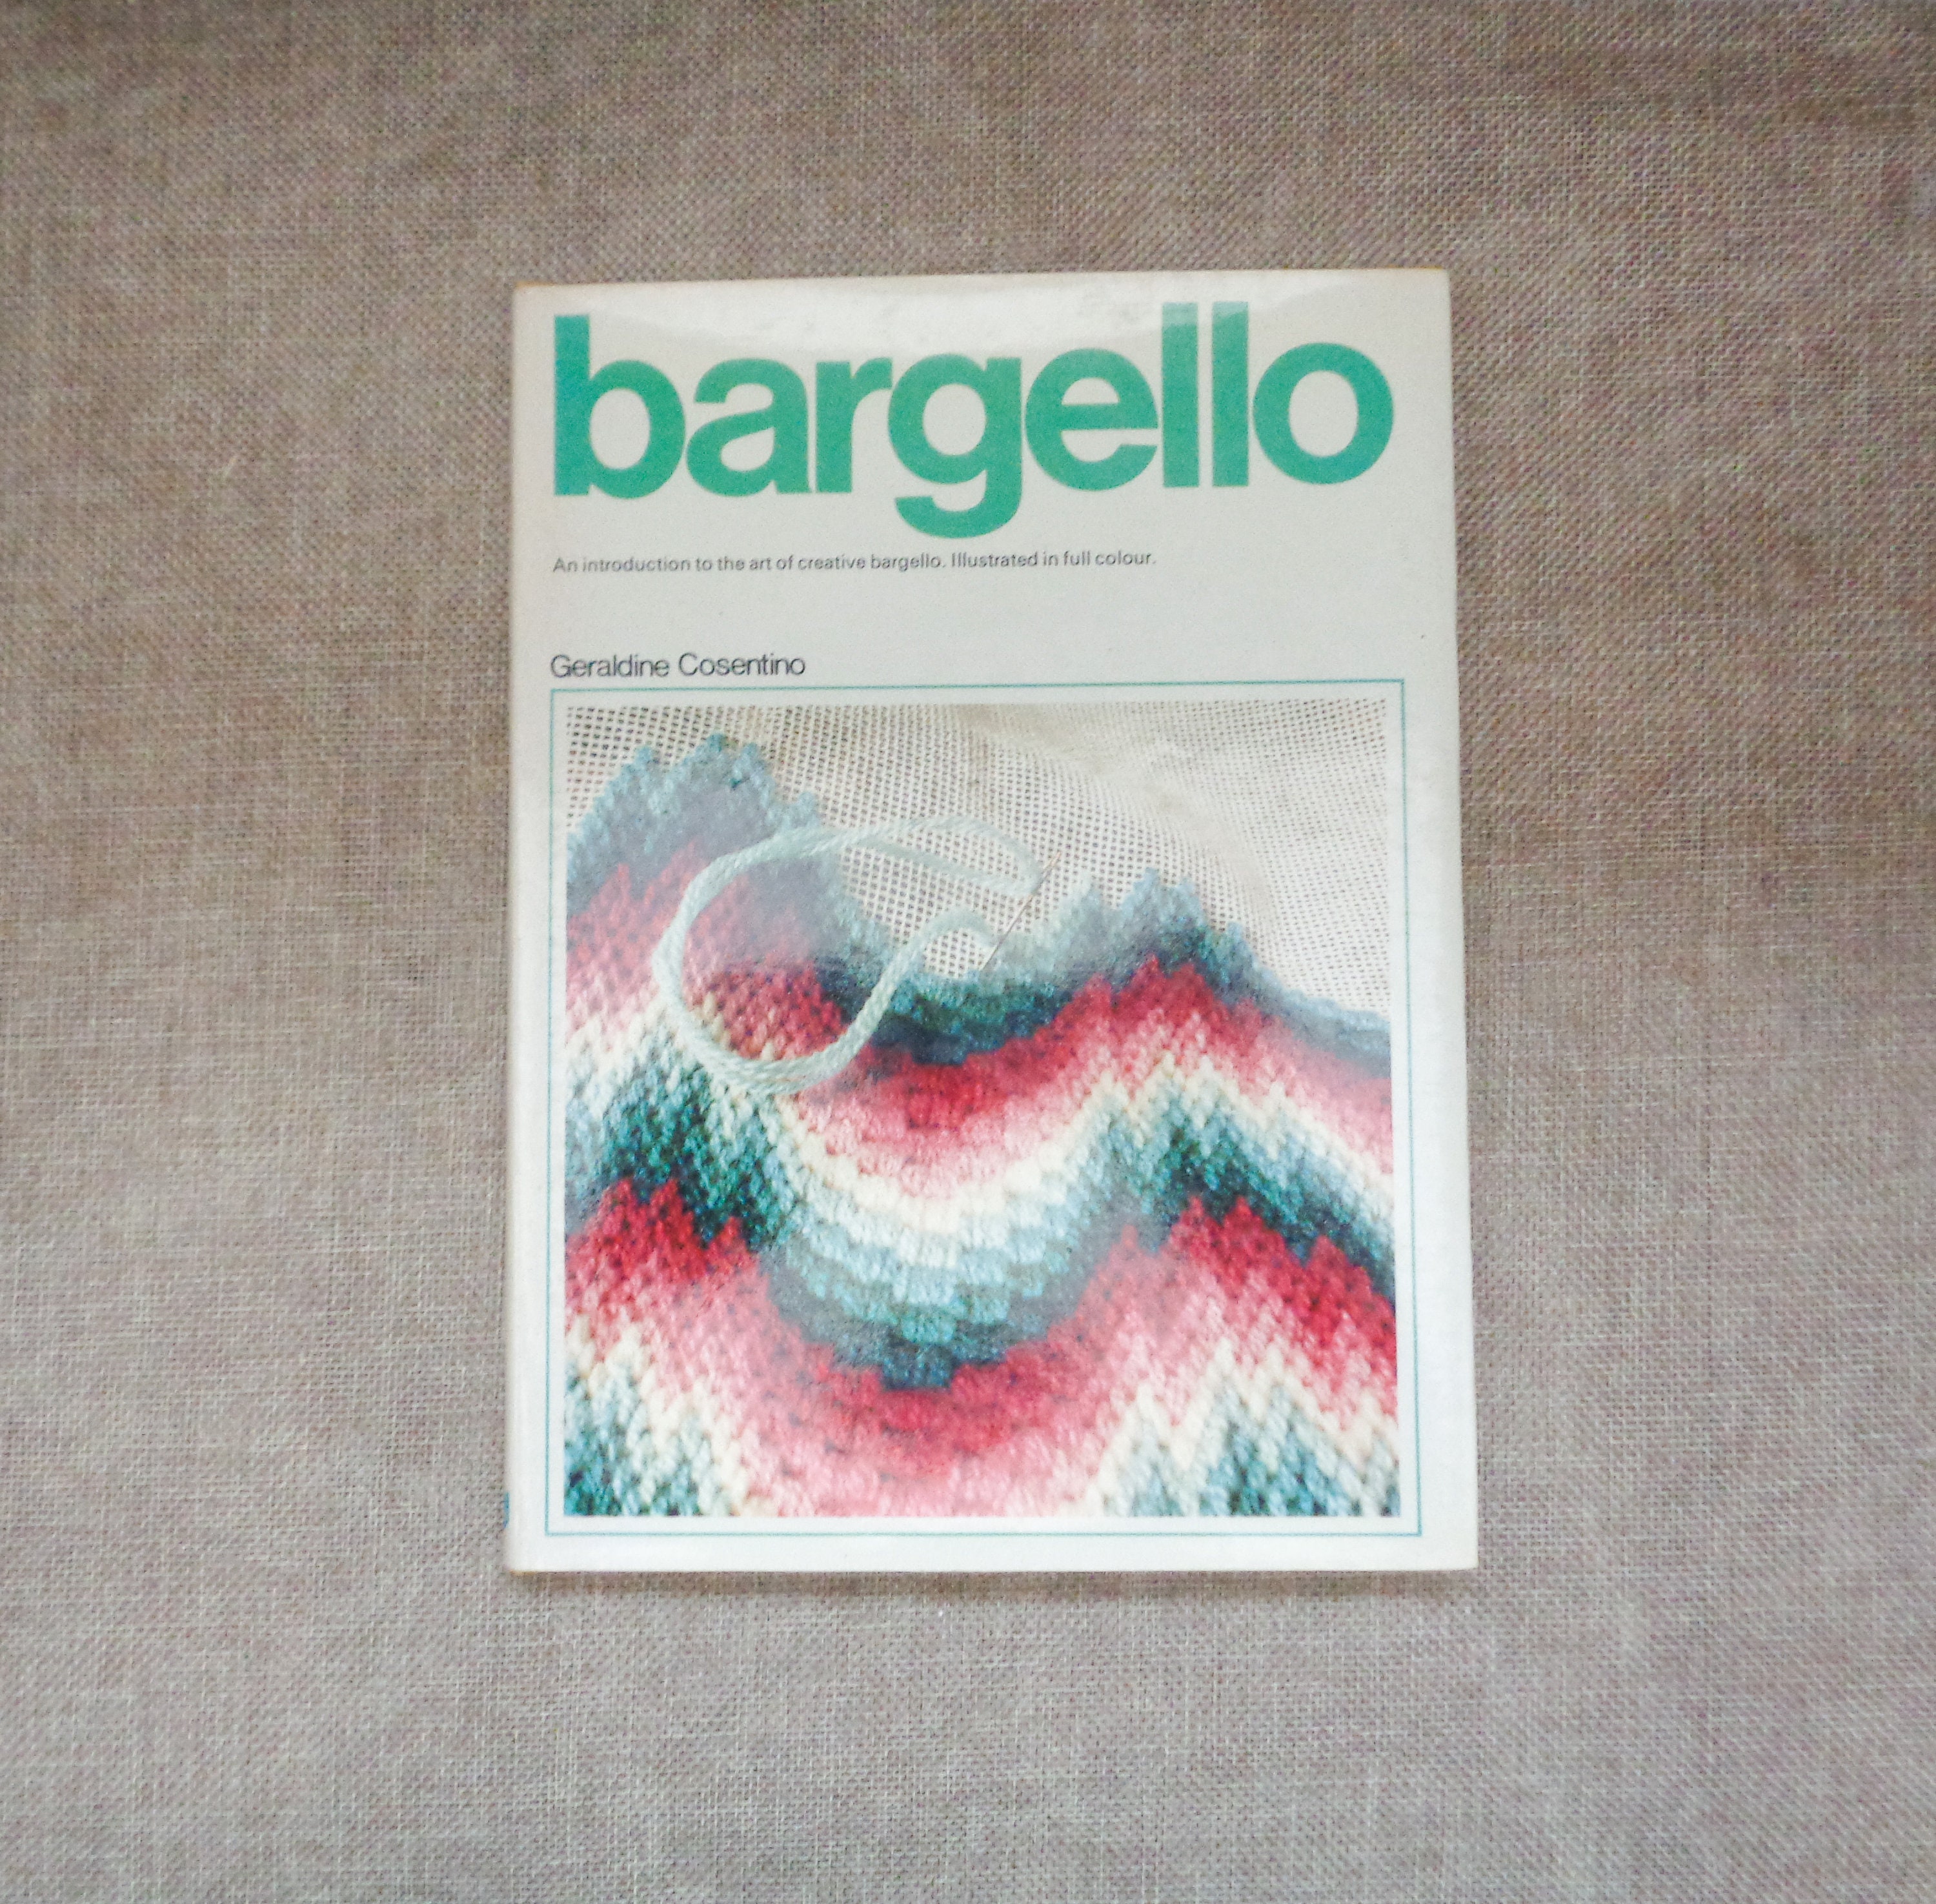 bargello
An introduction to the art of creative bargello. Illustrated in full colour.
Geraldine Cosentino